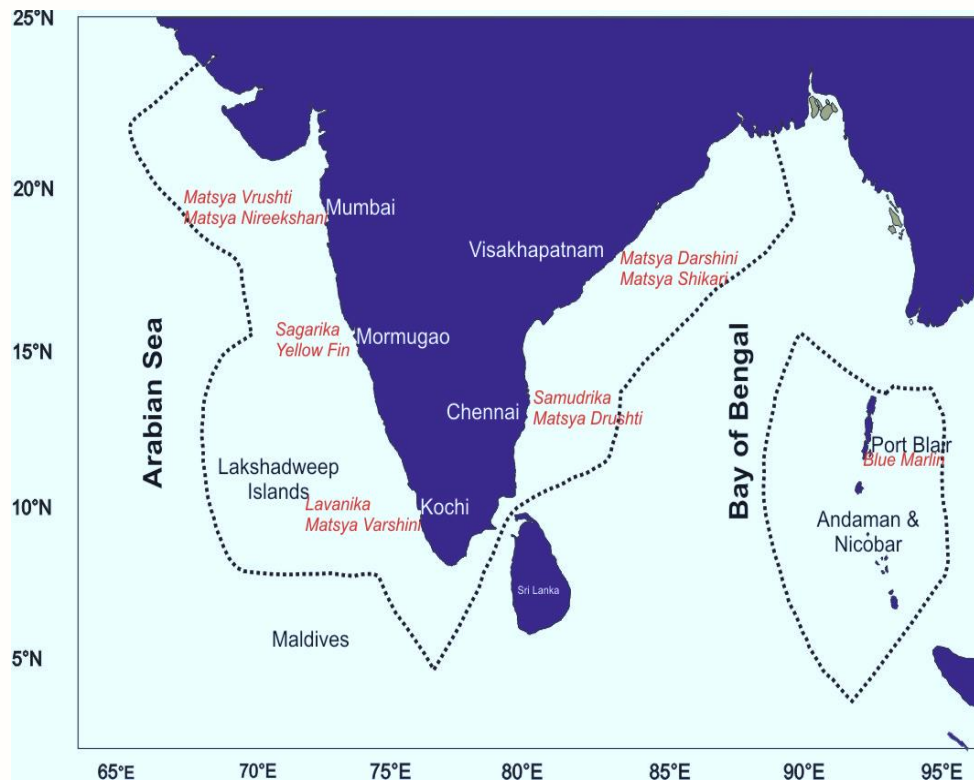 25°N
20°N
Matsya Vrushti
Matsya Nireekshani
Mumbai
Visakhapatnam
Matsya Darshini
Matsya Shikari
15°N
Arabian Sea
Sagarika
Yellow Fin
Mormugao
Bay of Bengal
Chennai
Samudrika
Matsya Drushti
Port Blair
Blue Marlin
Lakshadweep
Islands
10°N
Lavanika
Matsya Varshini
Kochi
Andaman &
Nicobar
Sri Lanka
Maldives
5°N
65°E
70°E
75°E
80°E
85°E
90°E
95°E